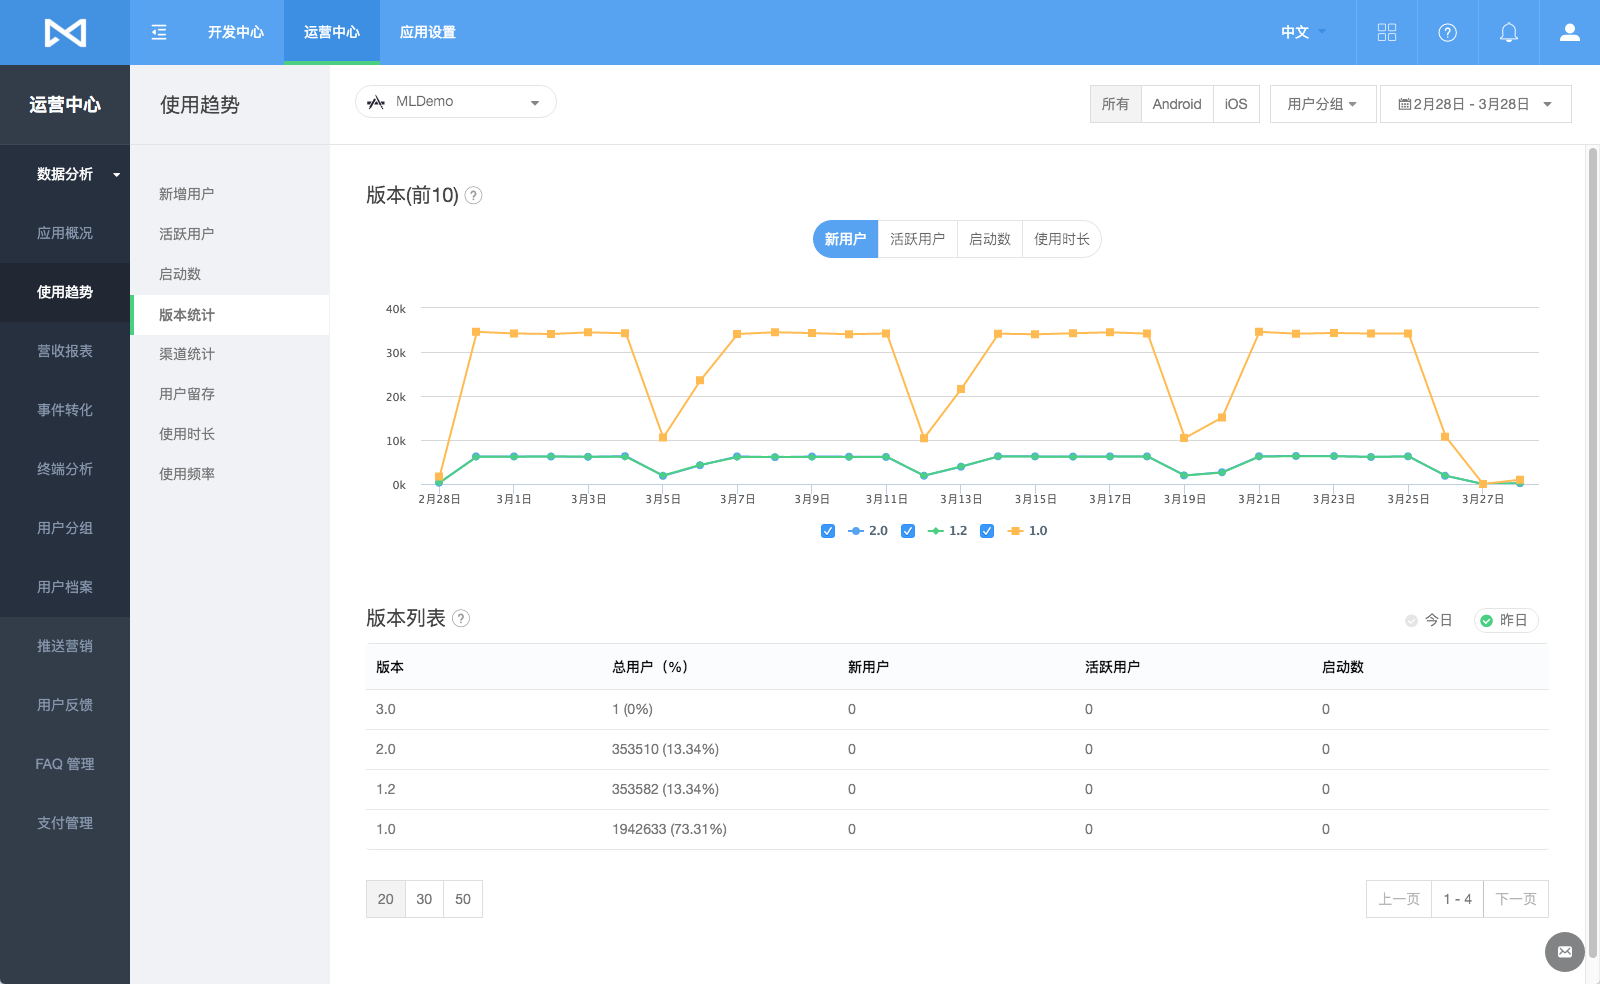 开发中心
运营中心
应用设置
中文
运营中心
数据分析
应用概况
使用趋势
营收报表
事件转化
终端分析
用户分组
用户档案
推送营销
用户反馈
FAQ 管理
支付管理
使用趋势
新增用户
活跃用户
启动数
版本统计
渠道统计
用户留存
使用时长
使用频率
MLDemo
所有 Android iOS
用户分组
2月28日 - 3月28日
版本(前10)
新用户 活跃用户 启动数 使用时长
40k
30k
20k
10k
0k
2月28日 3月1日 3月3日 3月5日 3月7日 3月9日 3月11日 3月13日 3月15日 3月17日 3月19日 3月21日 3月23日 3月25日 3月27日
2.0 1.2 1.0
版本列表
今日 昨日
版本 总用户（%） 新用户 活跃用户 启动数
3.0 1 (0%) 0 0 0
2.0 353510 (13.34%) 0 0 0
1.2 353582 (13.34%) 0 0 0
1.0 1942633 (73.31%) 0 0 0
20 30 50
上一页 1 - 4 下一页